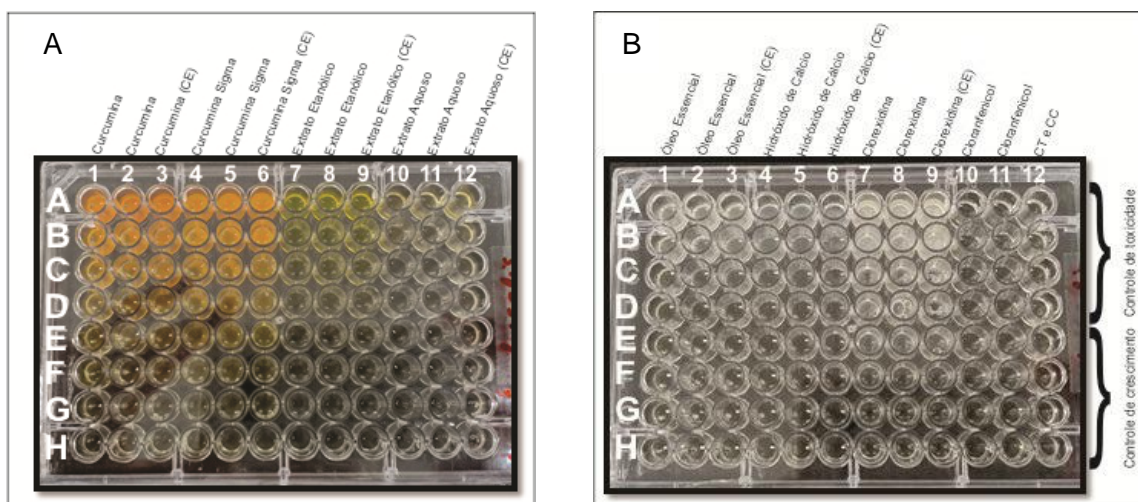 A
Curcumina
Curcumina
Curcumina (CE)
Curcumina Sigma
Curcumina Sigma
Curcumina Sigma (CE)
Extrato Etanólico
Extrato Etanólico
Extrato Etanólico (CE)
Extrato Aquoso
Extrato Aquoso
Extrato Aquoso (CE)
1 2 3 4 5 6 7 8 9 10 11 12
A
B
C
D
E
F
G
H
B
Óleo Essencial
Óleo Essencial
Óleo Essencial (CE)
Hidróxido de Cálcio
Hidróxido de Cálcio
Hidróxido de Cálcio (CE)
Clorexidina
Clorexidina
Clorexidina (CE)
Cloranfenicol
Cloranfenicol
CT e CC
1 2 3 4 5 6 7 8 9 10 11 12
A
B
C
D
E
F
G
H
Controle de toxicidade
Controle de crescimento